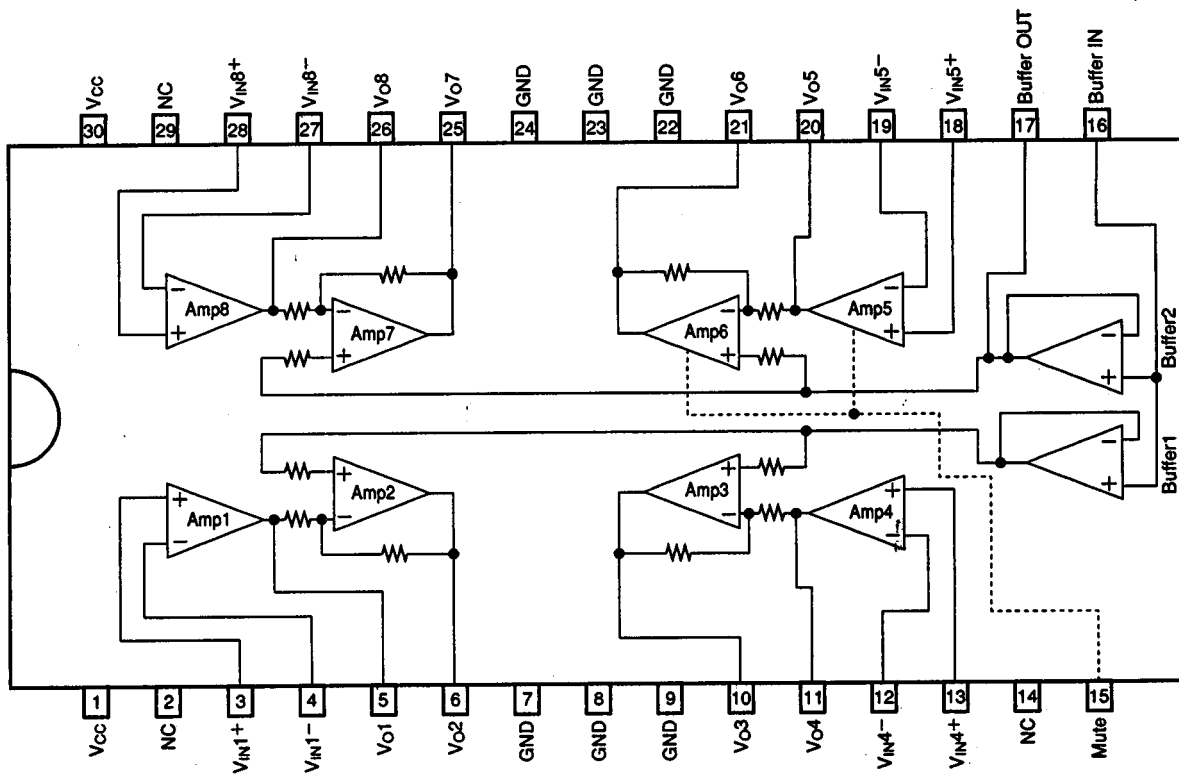 Vcc
NC
VIN8+
VIN8−
Vo8
Vo7
GND
GND
GND
Vo6
Vo5
VIN5−
VIN5+
Buffer OUT
Buffer IN
30
29
28
27
26
25
24
23
22
21
20
19
18
17
16
− + Amp8
− + Amp7
− + Amp6
− + Amp5
− + Buffer2
+ − Amp1
+ − Amp2
+ − Amp3
+ − Amp4
− + Buffer1
1
2
3
4
5
6
7
8
9
10
11
12
13
14
15
Vcc
NC
VIN1+
VIN1−
Vo1
Vo2
GND
GND
GND
Vo3
Vo4
VIN4−
VIN4+
NC
Mute